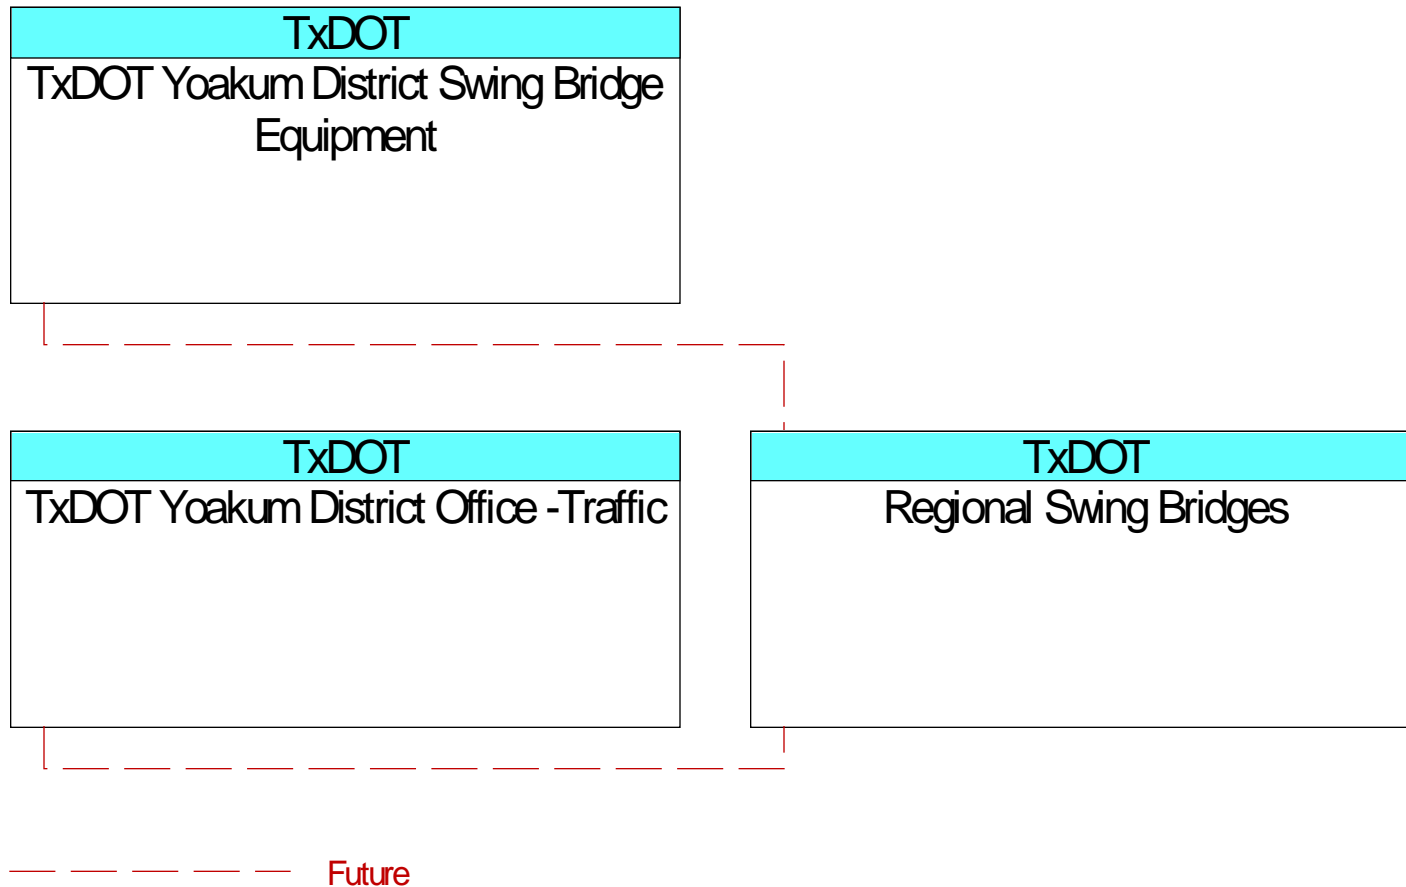 TxDOT
TxDOT Yoakum District Swing Bridge
Equipment
TxDOT
TxDOT Yoakum District Office -Traffic
TxDOT
Regional Swing Bridges
Future